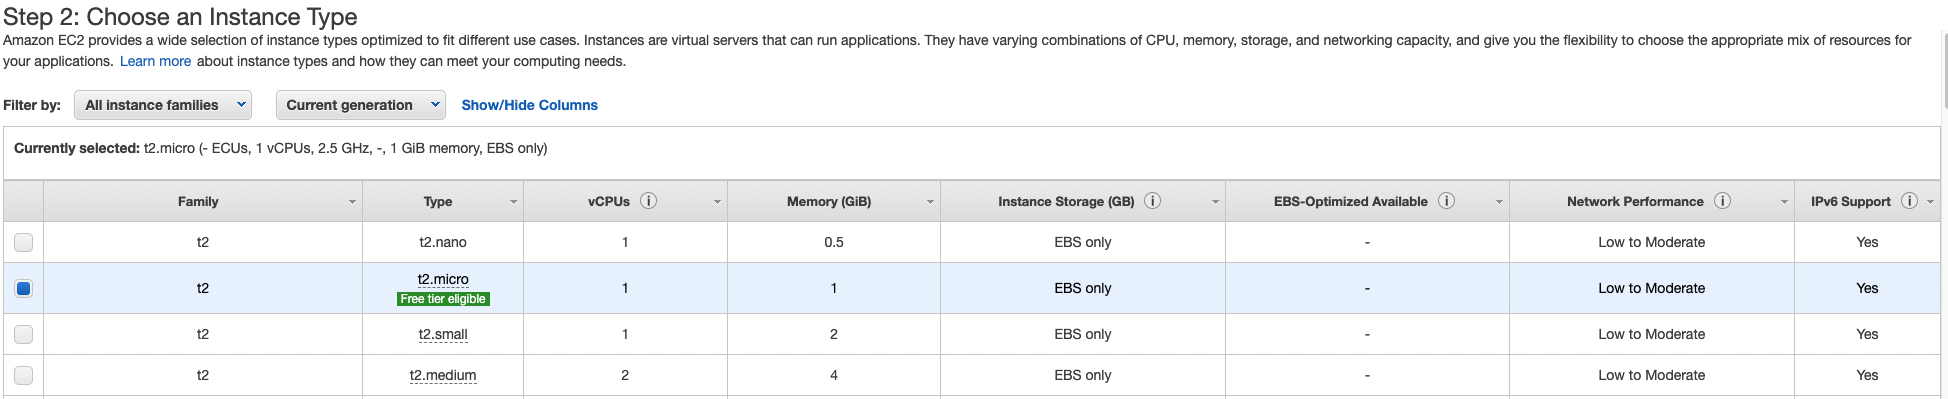 Step 2: Choose an Instance Type
Amazon EC2 provides a wide selection of instance types optimized to fit different use cases. Instances are virtual servers that can run applications. They have varying combinations of CPU, memory, storage, and networking capacity, and give you the flexibility to choose the appropriate mix of resources for
your applications. Learn more about instance types and how they can meet your computing needs.
Filter by: All instance families Current generation Show/Hide Columns
Currently selected: t2.micro (- ECUs, 1 vCPUs, 2.5 GHz, -, 1 GiB memory, EBS only)
Family Type vCPUs Memory (GiB) Instance Storage (GB) EBS-Optimized Available Network Performance IPv6 Support
t2 t2.nano 1 0.5 EBS only - Low to Moderate Yes
t2 t2.micro 1 1 EBS only - Low to Moderate Yes
Free tier eligible
t2 t2.small 1 2 EBS only - Low to Moderate Yes
t2 t2.medium 2 4 EBS only - Low to Moderate Yes